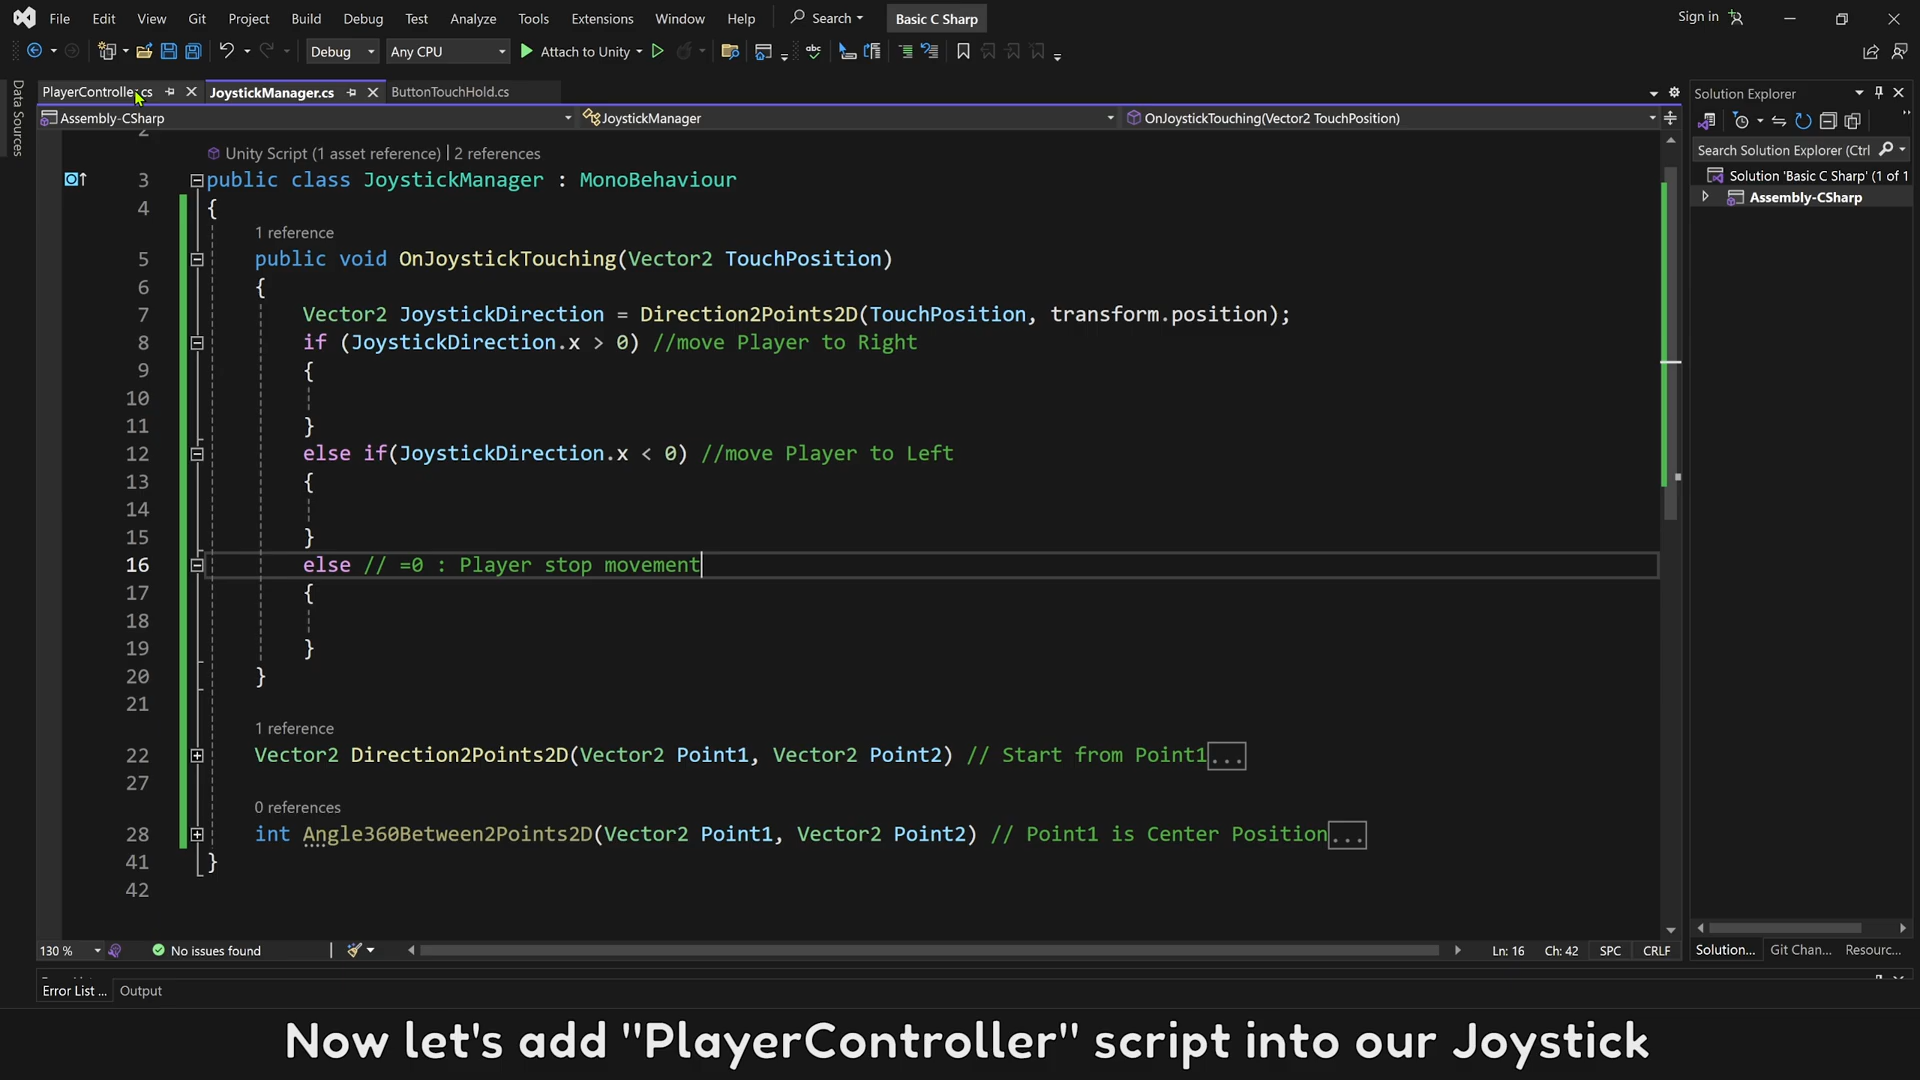 File Edit View Git Project Build Debug Test Analyze Tools Extensions Window Help Search Basic C Sharp Sign in
Debug Any CPU Attach to Unity
Data Sources
PlayerController.cs JoystickManager.cs ButtonTouchHold.cs
Assembly-CSharp JoystickManager OnJoystickTouching(Vector2 TouchPosition)
2
Unity Script (1 asset reference) | 2 references
3 public class JoystickManager : MonoBehaviour
4 {
1 reference
5 public void OnJoystickTouching(Vector2 TouchPosition)
6 {
7 Vector2 JoystickDirection = Direction2Points2D(TouchPosition, transform.position);
8 if (JoystickDirection.x > 0) //move Player to Right
9 {
10
11 }
12 else if(JoystickDirection.x < 0) //move Player to Left
13 {
14
15 }
16 else // =0 : Player stop movement
17 {
18
19 }
20 }
21
1 reference
22 Vector2 Direction2Points2D(Vector2 Point1, Vector2 Point2) // Start from Point1...
27
0 references
28 int Angle360Between2Points2D(Vector2 Point1, Vector2 Point2) // Point1 is Center Position...
41 }
42
130 % No issues found Ln: 16 Ch: 42 SPC CRLF
Solution Explorer
Search Solution Explorer (Ctrl
Solution 'Basic C Sharp' (1 of 1
Assembly-CSharp
Solution... Git Chan... Resourc...
Error List ... Output
Now let's add "PlayerController" script into our Joystick